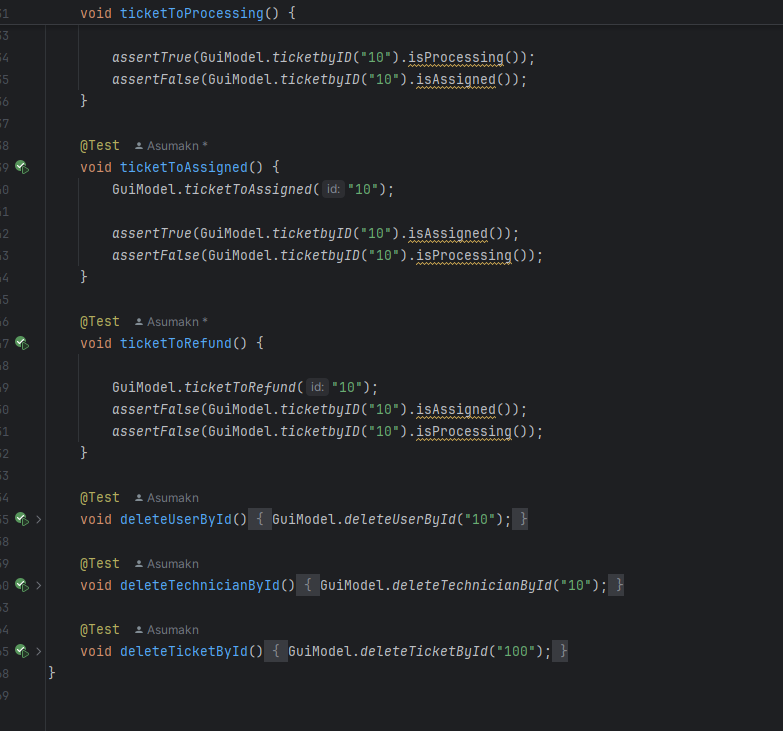 void ticketToProcessing() {
assertTrue(GuiModel.ticketbyID("10").isProcessing());
assertFalse(GuiModel.ticketbyID("10").isAssigned());
}
@Test Asumakn *
void ticketToAssigned() {
GuiModel.ticketToAssigned( id: "10");
assertTrue(GuiModel.ticketbyID("10").isAssigned());
assertFalse(GuiModel.ticketbyID("10").isProcessing());
}
@Test Asumakn *
void ticketToRefund() {
GuiModel.ticketToRefund( id: "10");
assertFalse(GuiModel.ticketbyID("10").isAssigned());
assertFalse(GuiModel.ticketbyID("10").isProcessing());
}
@Test Asumakn
void deleteUserById() { GuiModel.deleteUserById("10"); }
@Test Asumakn
void deleteTechnicianById() { GuiModel.deleteTechnicianById("10"); }
@Test Asumakn
void deleteTicketById() { GuiModel.deleteTicketById("100"); }
}